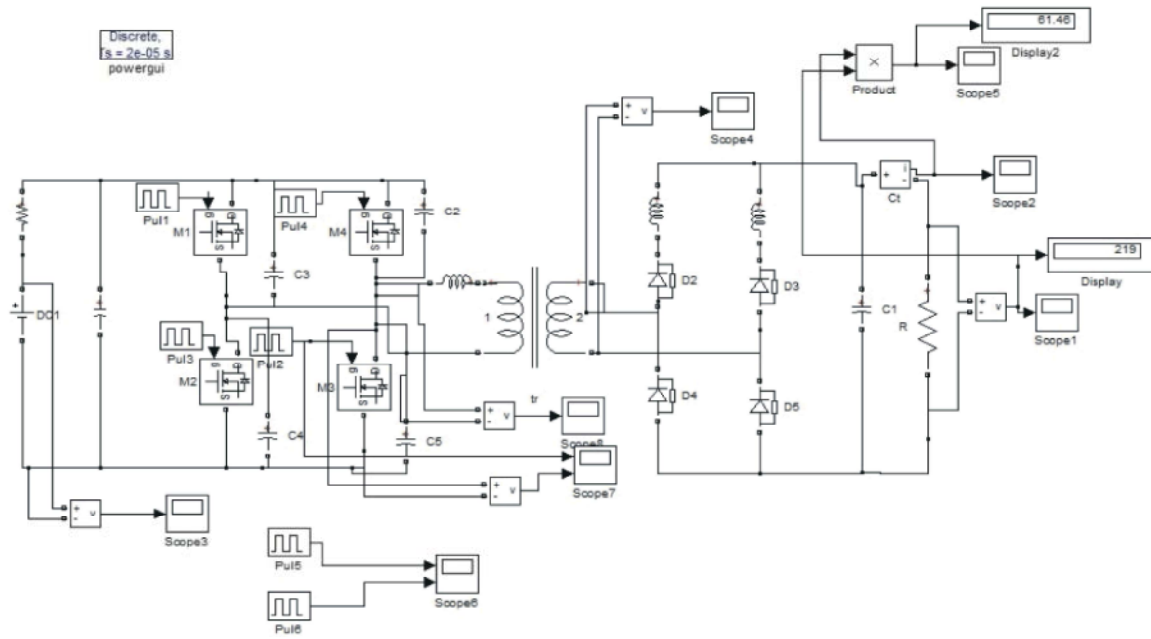 Discrete,
Ts = 2e-05 s
powergui
61.46
Display2
Product
Scope5
Scope4
Scope2
Ct
219
Display
Scope1
Pul1
Pul4
M1
M4
C2
C3
DC1
Pul3
Pul2
M2
M3
C4
C5
1
2
tr
D2
D3
D4
D5
C1
R
Scope8
Scope7
Scope3
Pul5
Pul6
Scope6
g
D
S
g
D
S
g
D
S
g
D
S
+
-
v
+
-
v
+
-
v
+
-
v
+
-
v
+
i
-